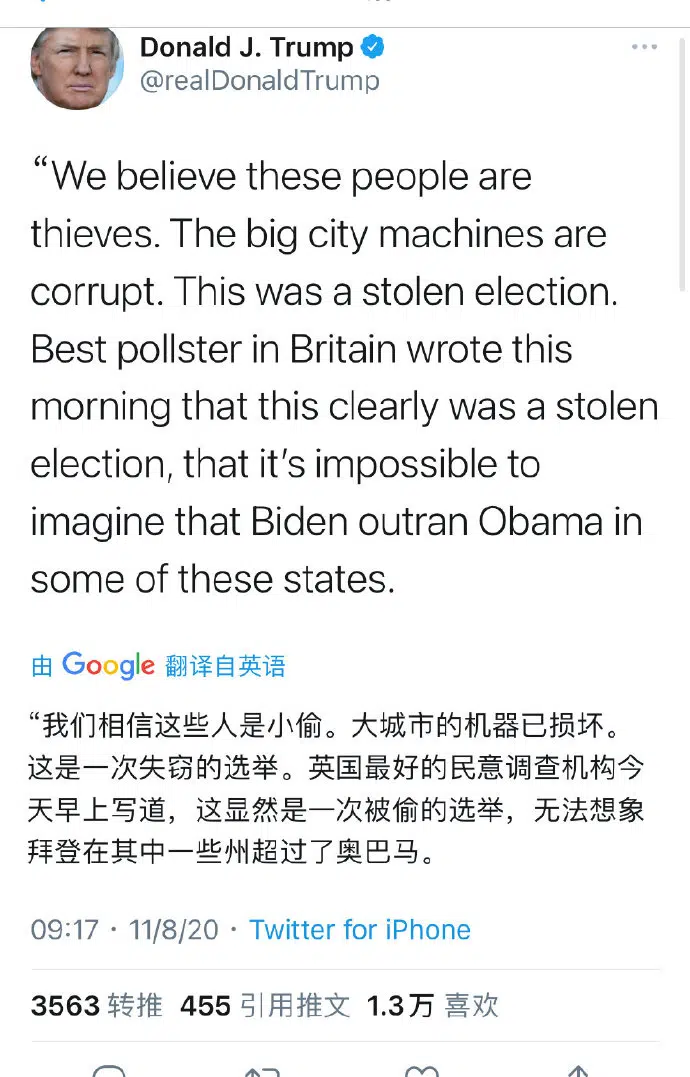 Donald J. Trump
@realDonaldTrump
“We believe these people are
thieves. The big city machines are
corrupt. This was a stolen election.
Best pollster in Britain wrote this
morning that this clearly was a stolen
election, that it’s impossible to
imagine that Biden outran Obama in
some of these states.
由 Google 翻译自英语
“我们相信这些人是小偷。大城市的机器已损坏。
这是一次失窃的选举。英国最好的民意调查机构今
天早上写道，这显然是一次被偷的选举，无法想象
拜登在其中一些州超过了奥巴马。
09:17 · 11/8/20 · Twitter for iPhone
3563 转推 455 引用推文 1.3万 喜欢